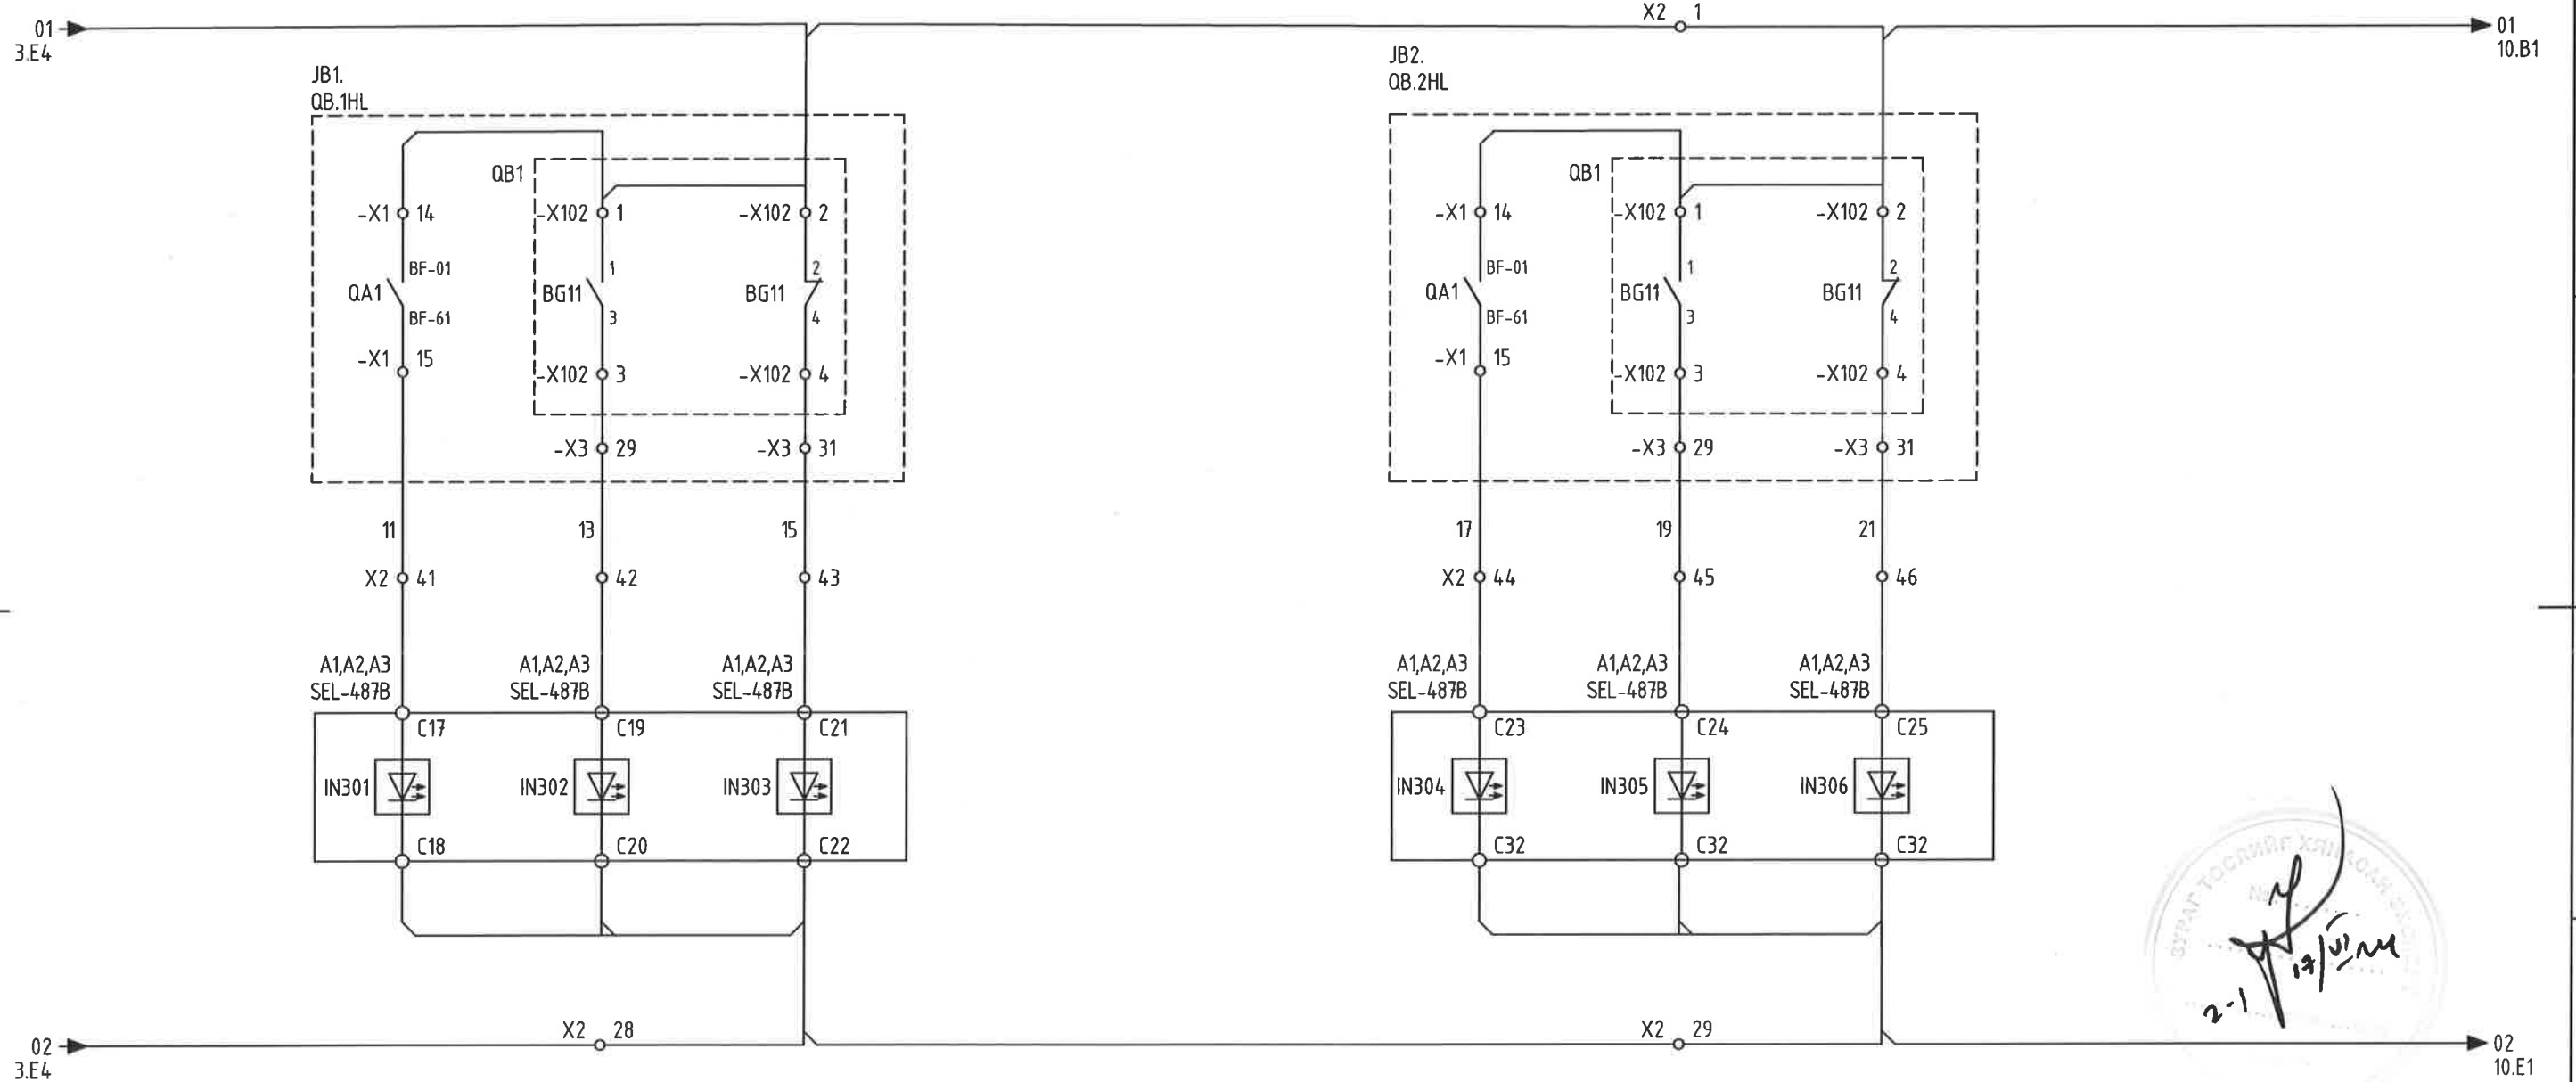 01
3.E4
X2 1
01
10.B1
JB1.
QB.1HL
QB1
-X1 14
-X102 1
-X102 2
BF-01
1
2
QA1
BG11
BG11
BF-61
3
4
-X1 15
-X102 3
-X102 4
-X3 29
-X3 31
11
13
15
X2 41
42
43
A1,A2,A3
SEL-487B
A1,A2,A3
SEL-487B
A1,A2,A3
SEL-487B
C17
C19
C21
IN301
IN302
IN303
C18
C20
C22
JB2.
QB.2HL
QB1
-X1 14
-X102 1
-X102 2
BF-01
1
2
QA1
BG11
BG11
BF-61
3
4
-X1 15
-X102 3
-X102 4
-X3 29
-X3 31
17
19
21
X2 44
45
46
A1,A2,A3
SEL-487B
A1,A2,A3
SEL-487B
A1,A2,A3
SEL-487B
C23
C24
C25
IN304
IN305
IN306
C32
C32
C32
2-1
02
3.E4
X2 28
X2 29
02
10.E1